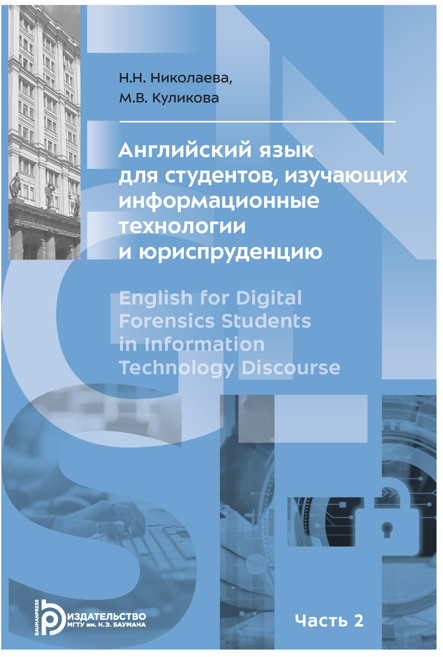 Н.Н. Николаева,
М.В. Куликова
Английский язык
для студентов, изучающих
информационные
технологии
и юриспруденцию
English for Digital
Forensics Students
in Information
Technology Discourse
BAUMANPRESS
ИЗДАТЕЛЬСТВО
МГТУ им. Н.Э. БАУМАНА
Часть 2